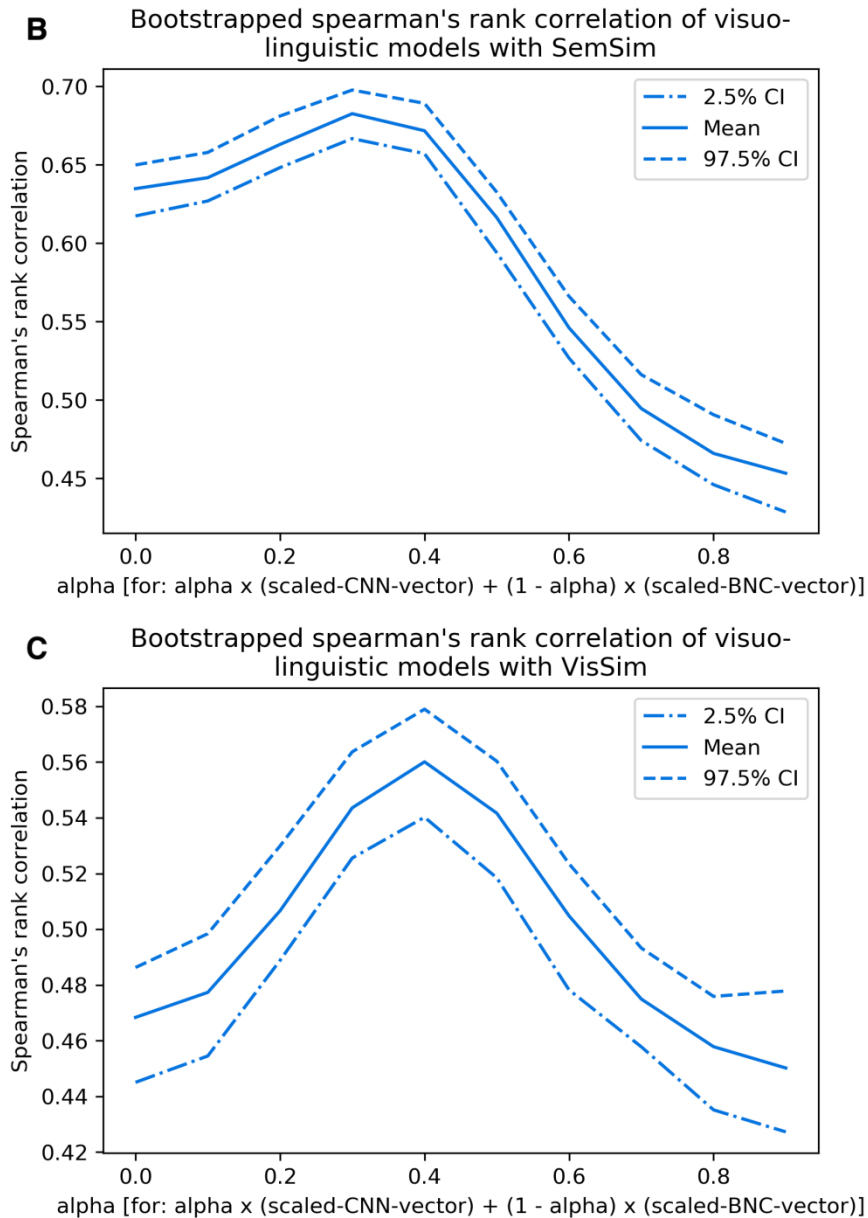 B
Bootstrapped spearman's rank correlation of visuo-
linguistic models with SemSim
Spearman's rank correlation
0.70
0.65
0.60
0.55
0.50
0.45
2.5% CI
Mean
97.5% CI
0.0 0.2 0.4 0.6 0.8
alpha [for: alpha x (scaled-CNN-vector) + (1 - alpha) x (scaled-BNC-vector)]
C
Bootstrapped spearman's rank correlation of visuo-
linguistic models with VisSim
Spearman's rank correlation
0.58
0.56
0.54
0.52
0.50
0.48
0.46
0.44
0.42
2.5% CI
Mean
97.5% CI
0.0 0.2 0.4 0.6 0.8
alpha [for: alpha x (scaled-CNN-vector) + (1 - alpha) x (scaled-BNC-vector)]